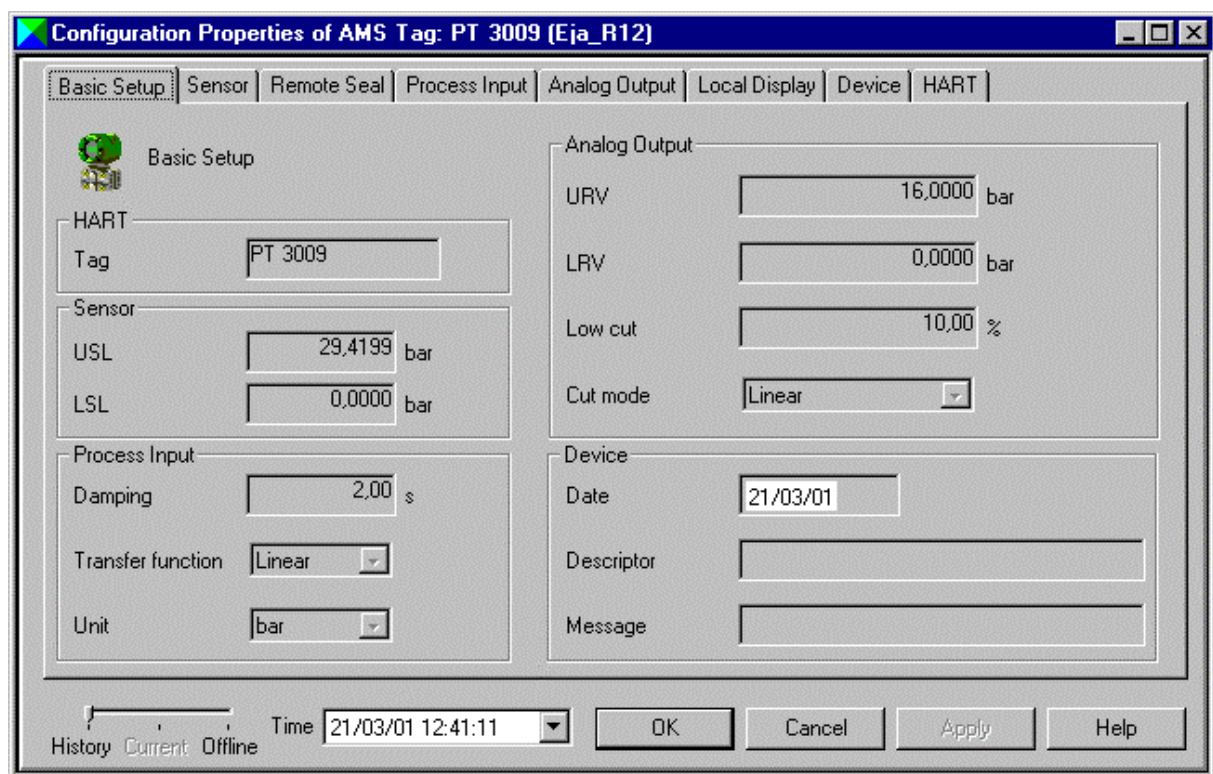 Configuration Properties of AMS Tag: PT 3009 (Eja_R12)
Basic Setup Sensor Remote Seal Process Input Analog Output Local Display Device HART
Basic Setup
HART
Tag PT 3009
Sensor
USL 29,4199 bar
LSL 0,0000 bar
Process Input
Damping 2,00 s
Transfer function Linear
Unit bar
Analog Output
URV 16,0000 bar
LRV 0,0000 bar
Low cut 10,00 %
Cut mode Linear
Device
Date 21/03/01
Descriptor
Message
History Current Offline Time 21/03/01 12:41:11 OK Cancel Apply Help